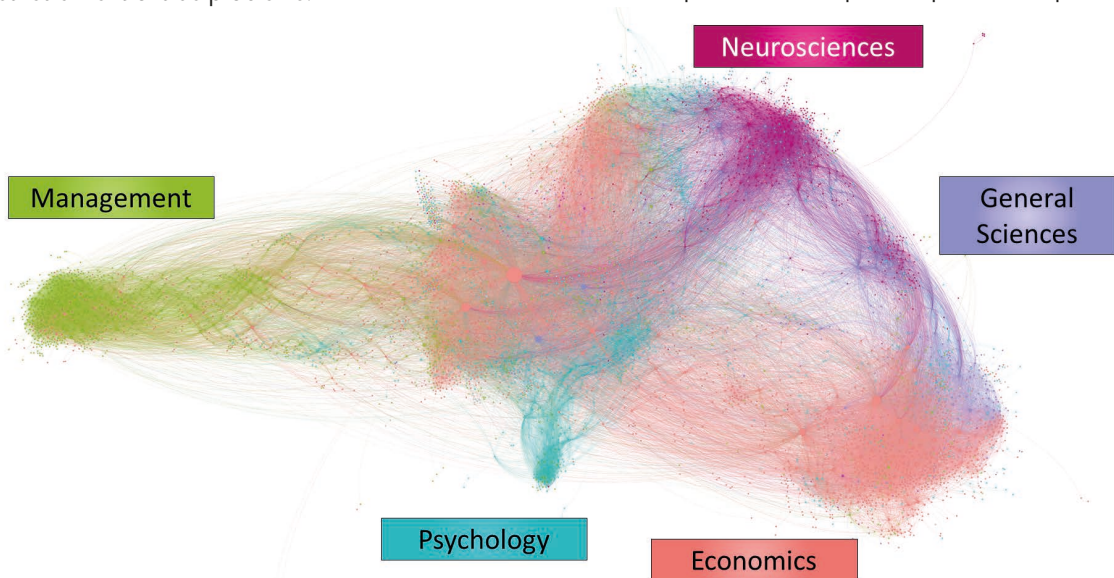 Neurosciences
Management
General
Sciences
Psychology
Economics